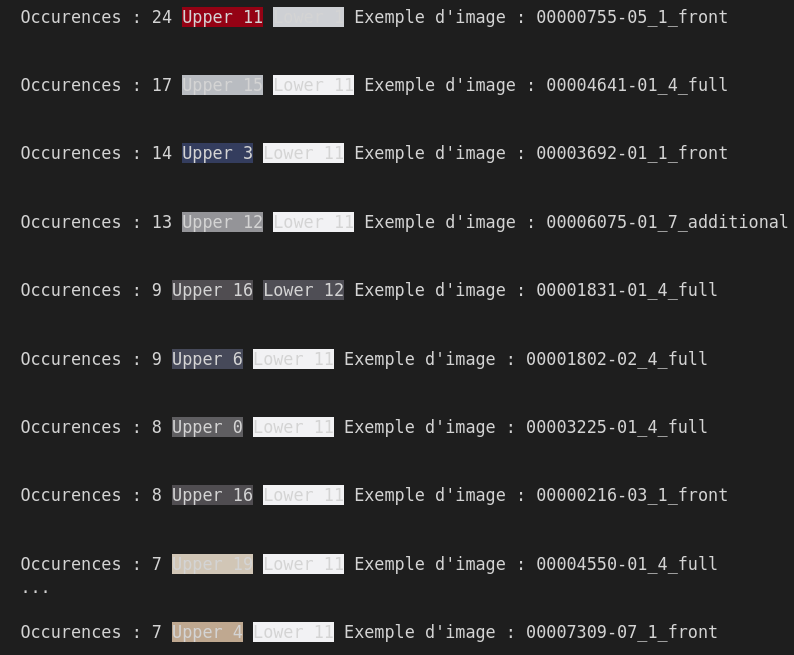 Occurences : 24 Upper 11 Exemple d'image : 00000755-05_1_front
Occurences : 17 Upper 15 Lower 11 Exemple d'image : 00004641-01_4_full
Occurences : 14 Upper 3 Lower 11 Exemple d'image : 00003692-01_1_front
Occurences : 13 Upper 12 Lower 11 Exemple d'image : 00006075-01_7_additional
Occurences : 9 Upper 16 Lower 12 Exemple d'image : 00001831-01_4_full
Occurences : 9 Upper 6 Lower 11 Exemple d'image : 00001802-02_4_full
Occurences : 8 Upper 0 Lower 11 Exemple d'image : 00003225-01_4_full
Occurences : 8 Upper 16 Lower 11 Exemple d'image : 00000216-03_1_front
Occurences : 7 Upper 19 Lower 11 Exemple d'image : 00004550-01_4_full
...
Occurences : 7 Upper 4 Lower 11 Exemple d'image : 00007309-07_1_front